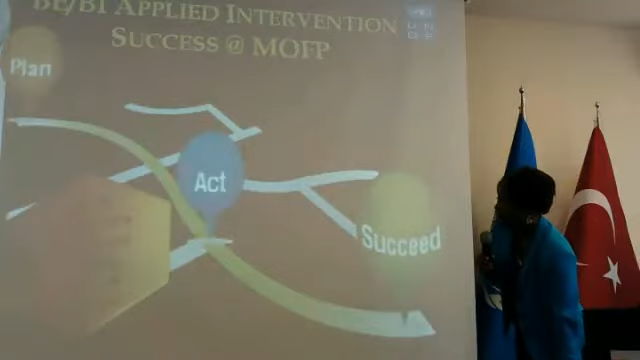 BE/BI APPLIED INTERVENTION
SUCCESS @ MOFP
Plan
Act
Succeed